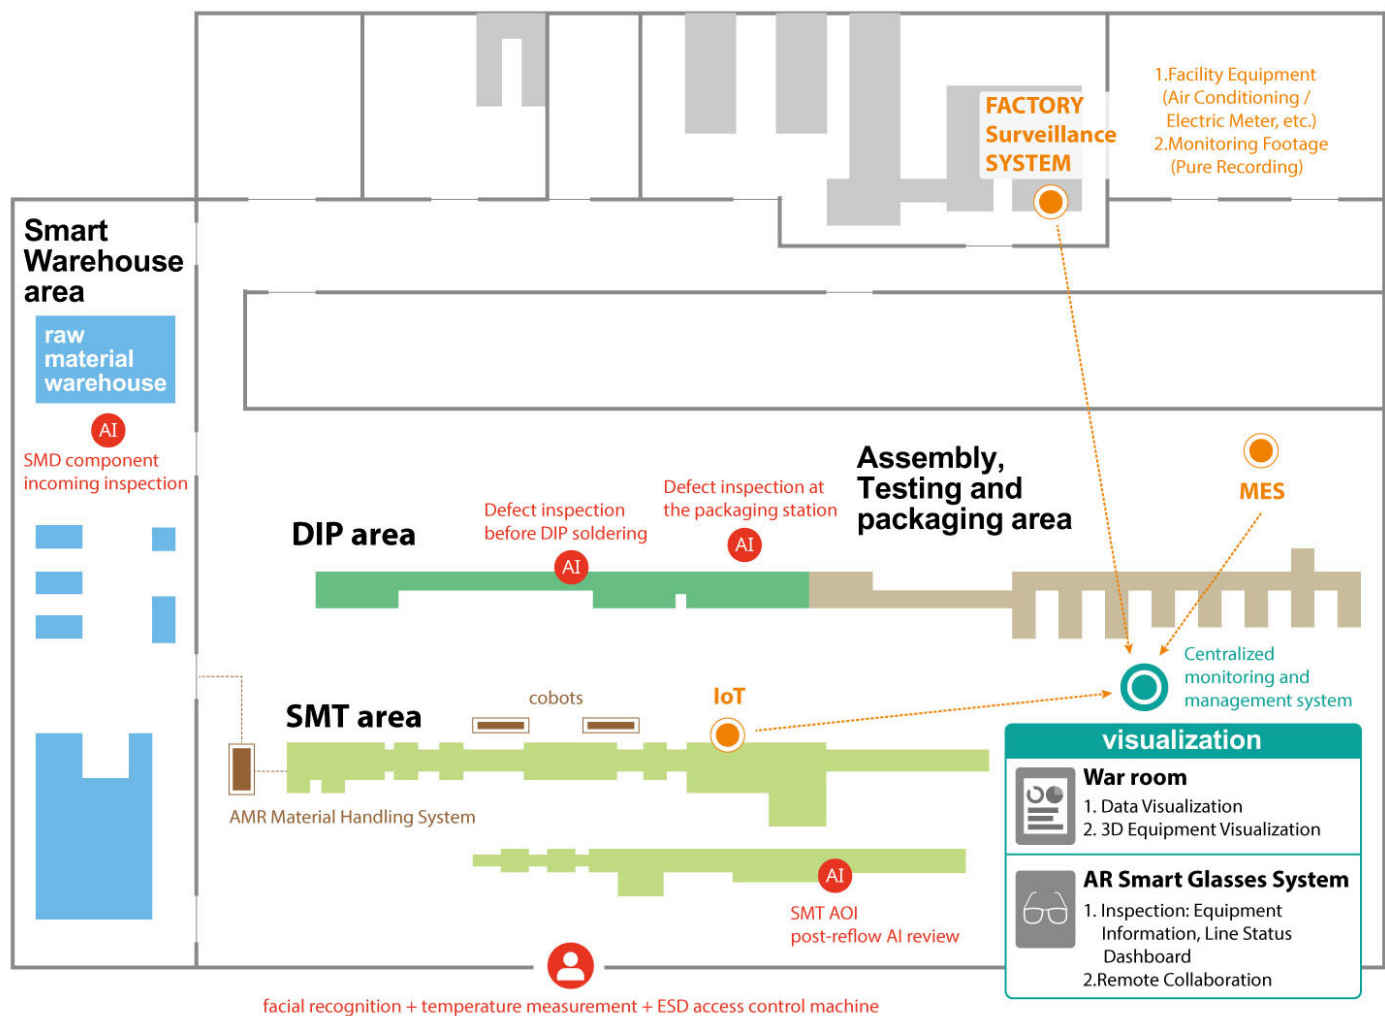 1.Facility Equipment
(Air Conditioning /
Electric Meter, etc.)
2.Monitoring Footage
(Pure Recording)
FACTORY
Surveillance
SYSTEM
Smart
Warehouse
area
raw
material
warehouse
AI
SMD component
incoming inspection
Assembly,
Testing and
packaging area
MES
Defect inspection at
the packaging station
AI
Defect inspection
before DIP soldering
AI
DIP area
Centralized
monitoring and
management system
SMT area
cobots
IoT
AMR Material Handling System
AI
SMT AOI
post-reflow AI review
visualization
War room
1. Data Visualization
2. 3D Equipment Visualization
AR Smart Glasses System
1. Inspection: Equipment
Information, Line Status
Dashboard
2.Remote Collaboration
facial recognition + temperature measurement + ESD access control machine